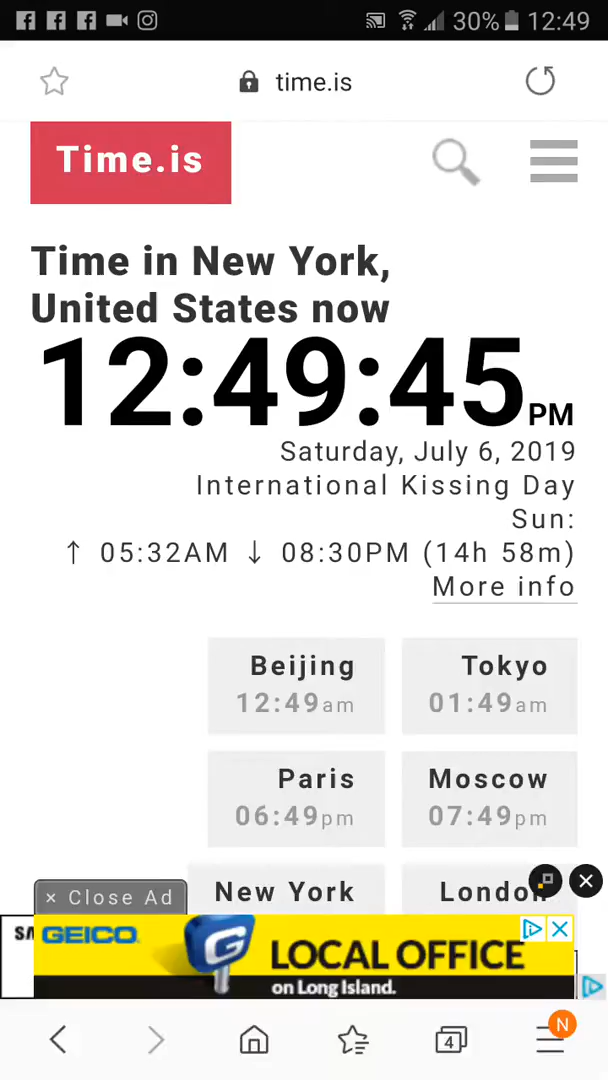 30% 12:49
time.is
Time.is
Time in New York,
United States now
12:49:45PM
Saturday, July 6, 2019
International Kissing Day
Sun:
↑ 05:32AM ↓ 08:30PM (14h 58m)
More info
Beijing Tokyo
12:49am 01:49am
Paris Moscow
06:49pm 07:49pm
New York London
× Close Ad
GEICO
LOCAL OFFICE
on Long Island.
4
N